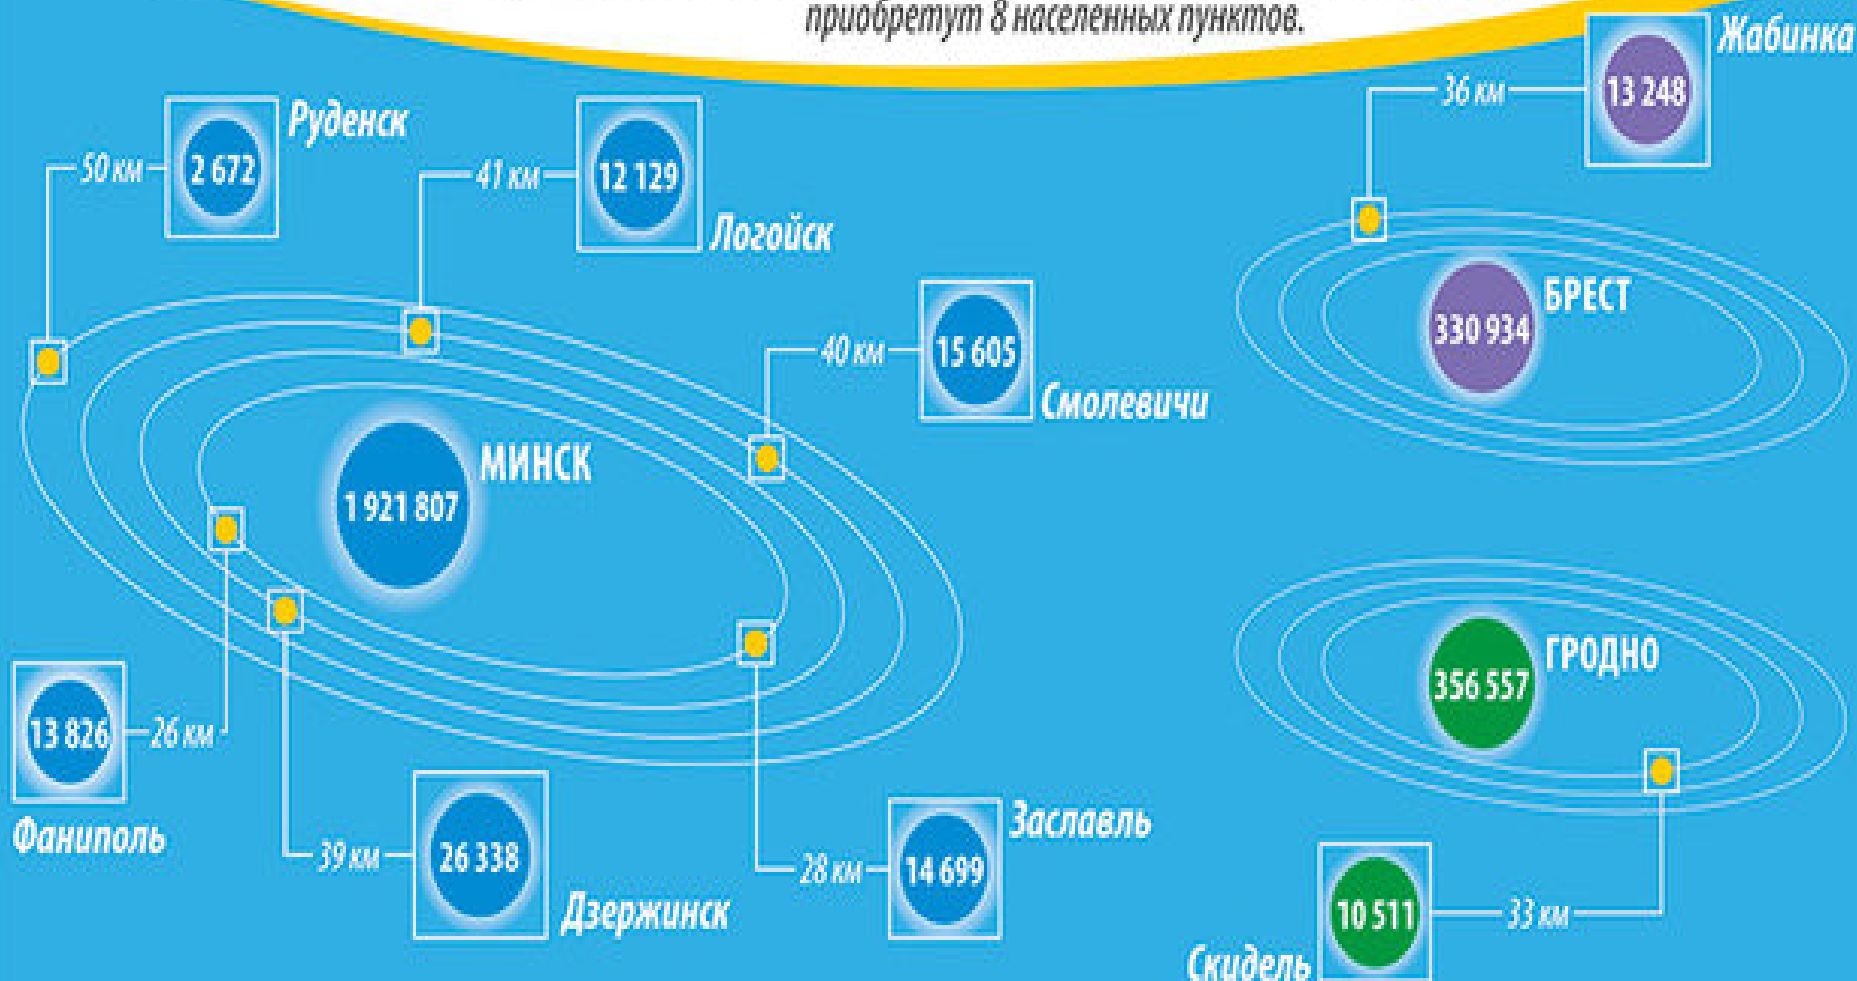 приобретут 8 населенных пунктов.
Жабинка
13 248
36 км
Руденск
2 672
50 км
41 км
12 129
Логойск
БРЕСТ
330 934
40 км
15 605
Смолевичи
МИНСК
1 921 807
ГРОДНО
356 557
13 826
26 км
Фаниполь
39 км
26 338
Дзержинск
28 км
14 699
Заславль
10 511
33 км
Скидель